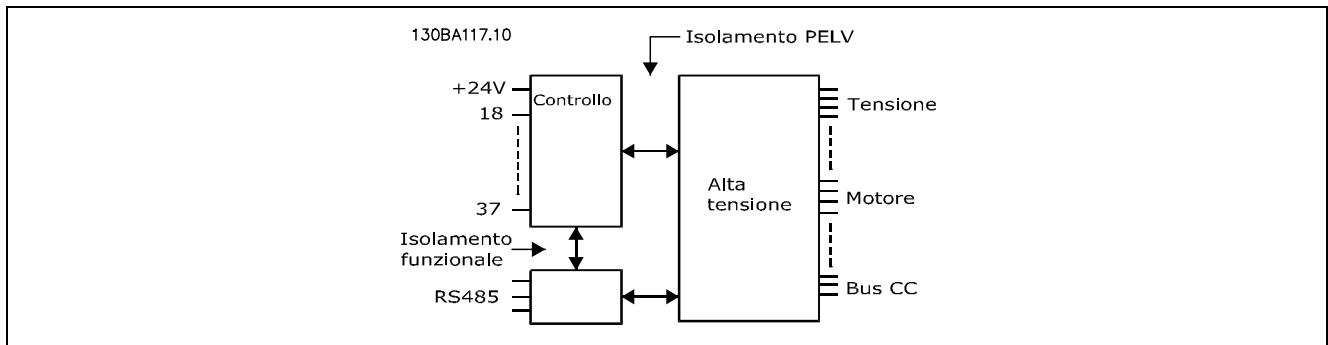 130BA117.10
Isolamento PELV
+24V
Controllo
18
37
Tensione
Alta
tensione
Motore
Isolamento
funzionale
RS485
Bus CC